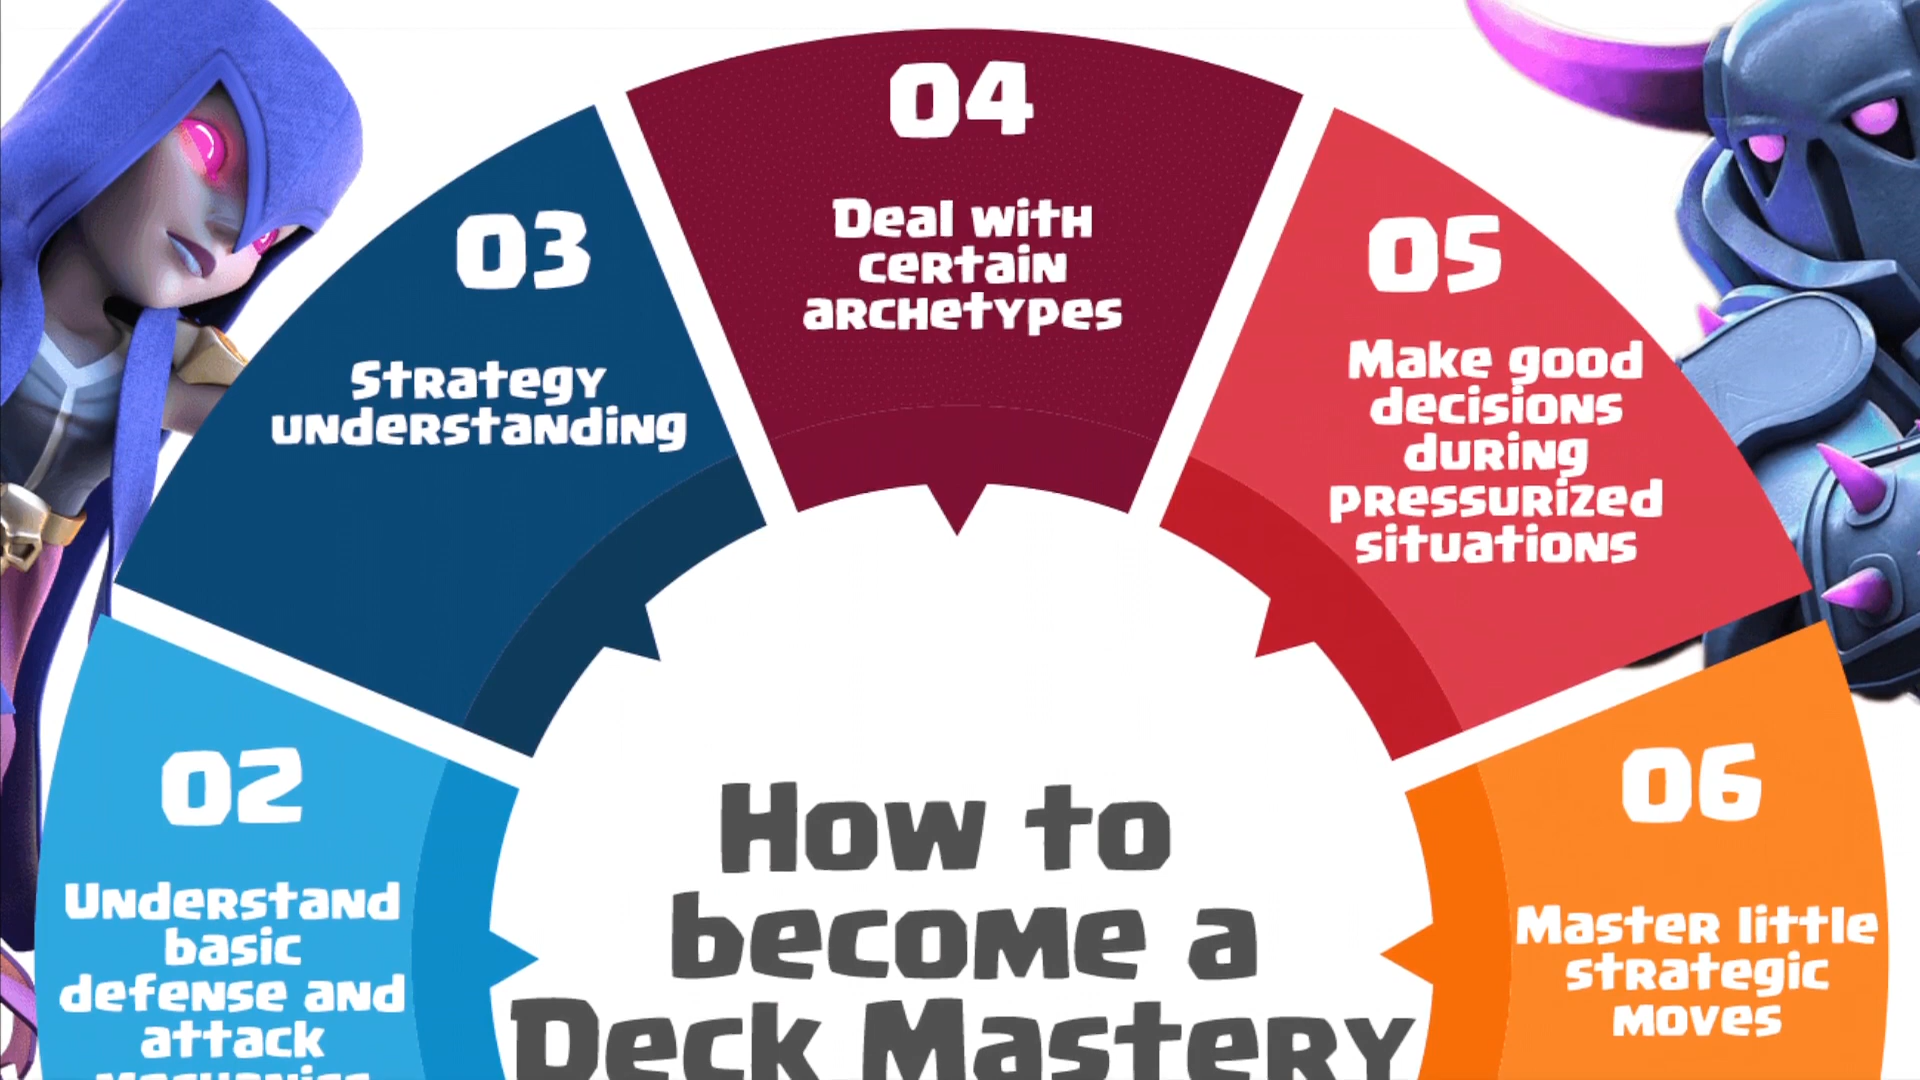 04
Deal with
certain
archetypes
03
Strategy
understanding
05
Make good
decisions
during
pressurized
situations
02
Understand
basic
defense and
attack
mechanics
06
Master little
strategic
moves
How to
become a
Deck Mastery